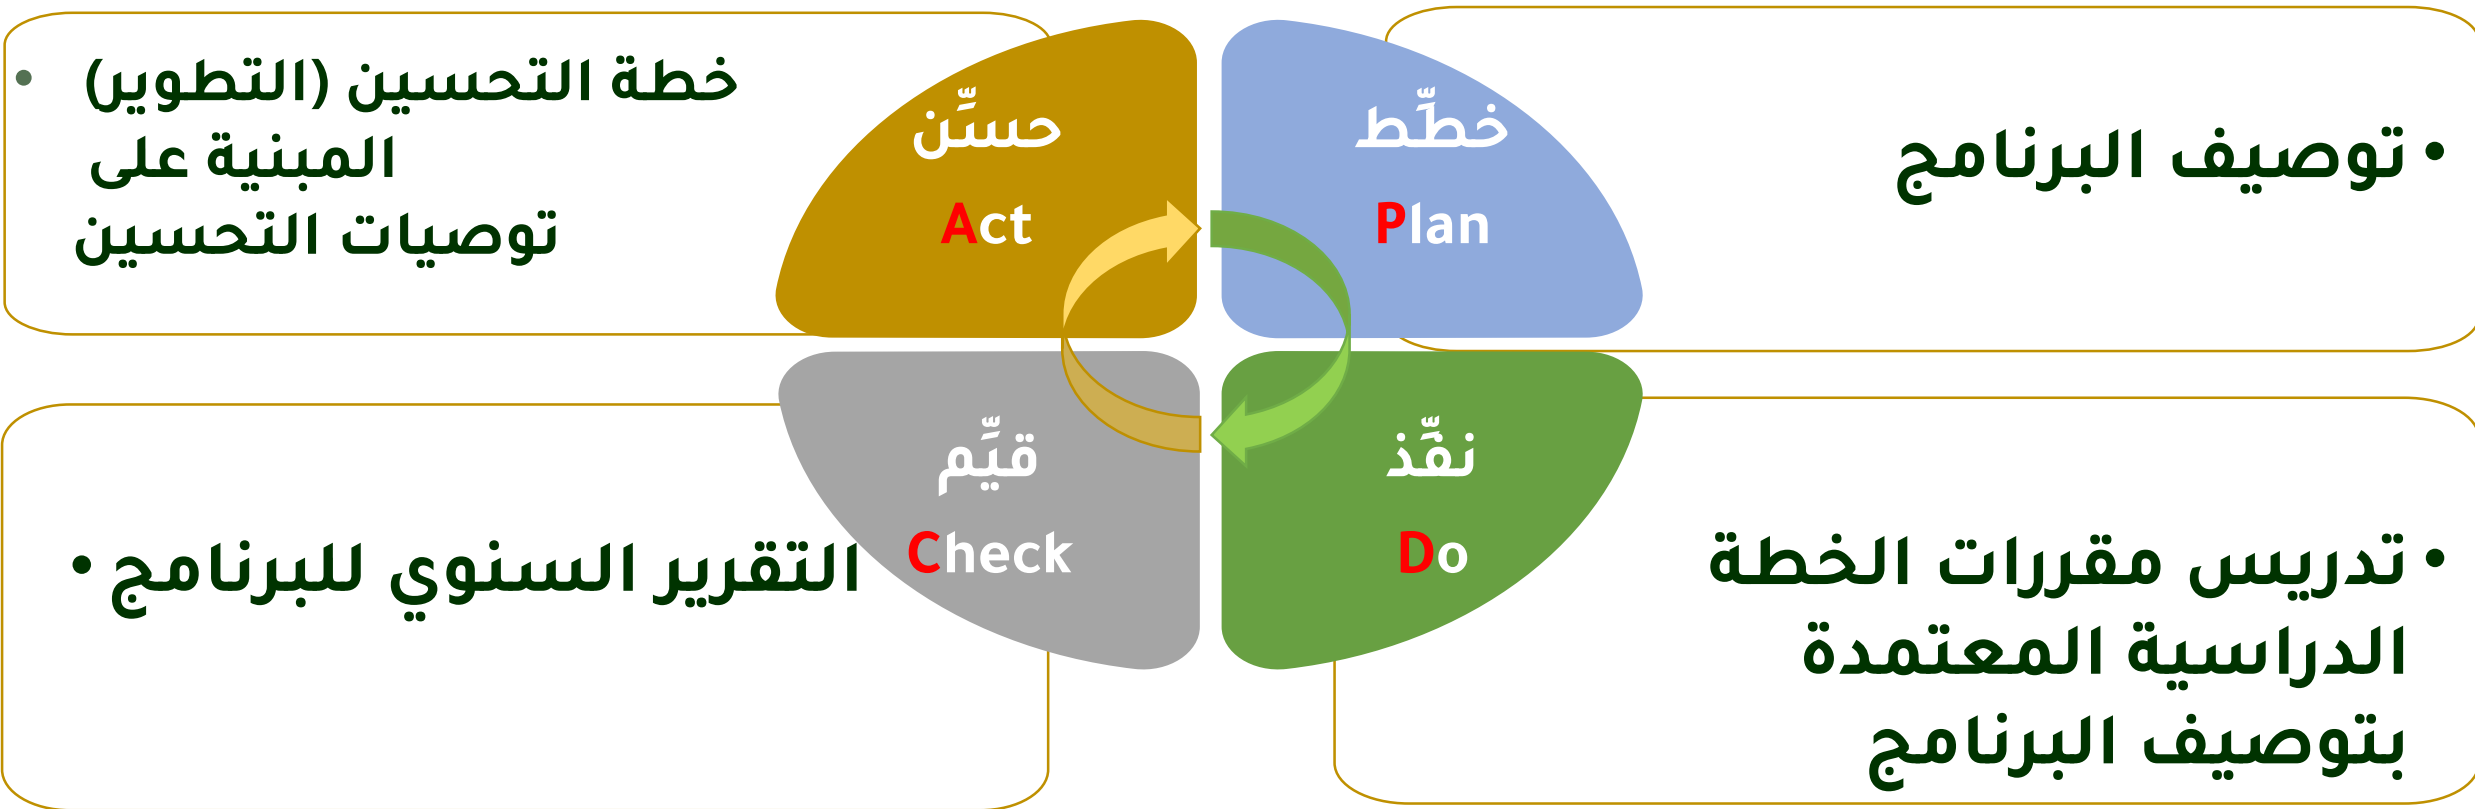 خطِّط
Plan
• توصيف البرنامج
نفِّذ
Do
• تدريس مقررات الخطة
الدراسية المعتمدة
بتوصيف البرنامج
قيِّم
Check
• التقرير السنوي للبرنامج
حسِّن
Act
• خطة التحسين (التطوير)
المبنية على
توصيات التحسين